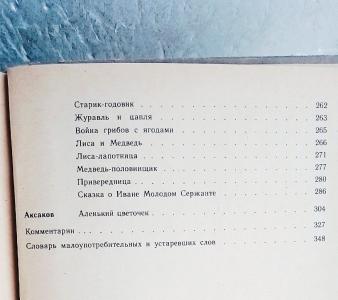 Старик-годовик . . . . . . . . . . . . 262
Журавль и цапля . . . . . . . . . . . . 263
Война грибов с ягодами . . . . . . . . . . 265
Лиса и Медведь . . . . . . . . . . . . 266
Лиса-лапотница . . . . . . . . . . . . 271
Медведь-половинщик . . . . . . . . . . . 277
Привередница . . . . . . . . . . . . 280
Сказка о Иване Молодом Сержанте . . . . . . . 286
Аксаков Аленький цветочек . . . . . . . . . . . 304
Комментарии . . . . . . . . . . . . . . . 327
Словарь малоупотребительных и устаревших слов . . . . . . . 348